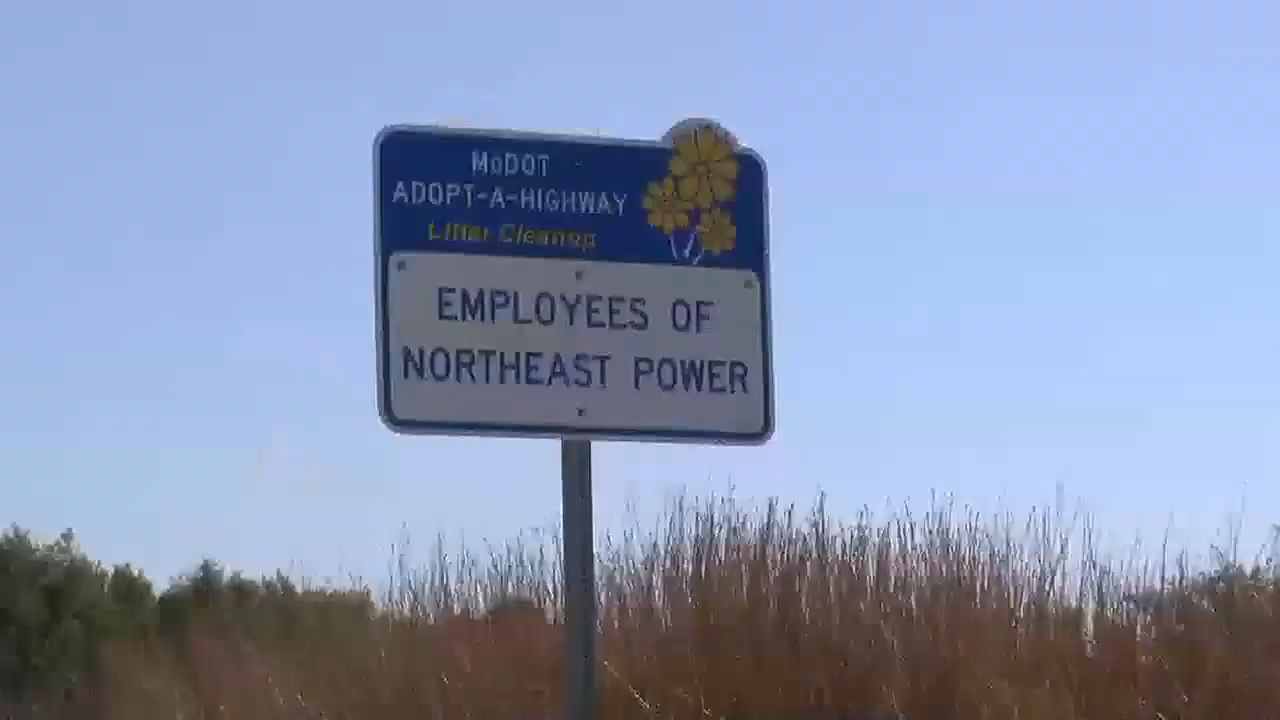 MoDOT
ADOPT-A-HIGHWAY
Litter Cleanup
EMPLOYEES OF
NORTHEAST POWER